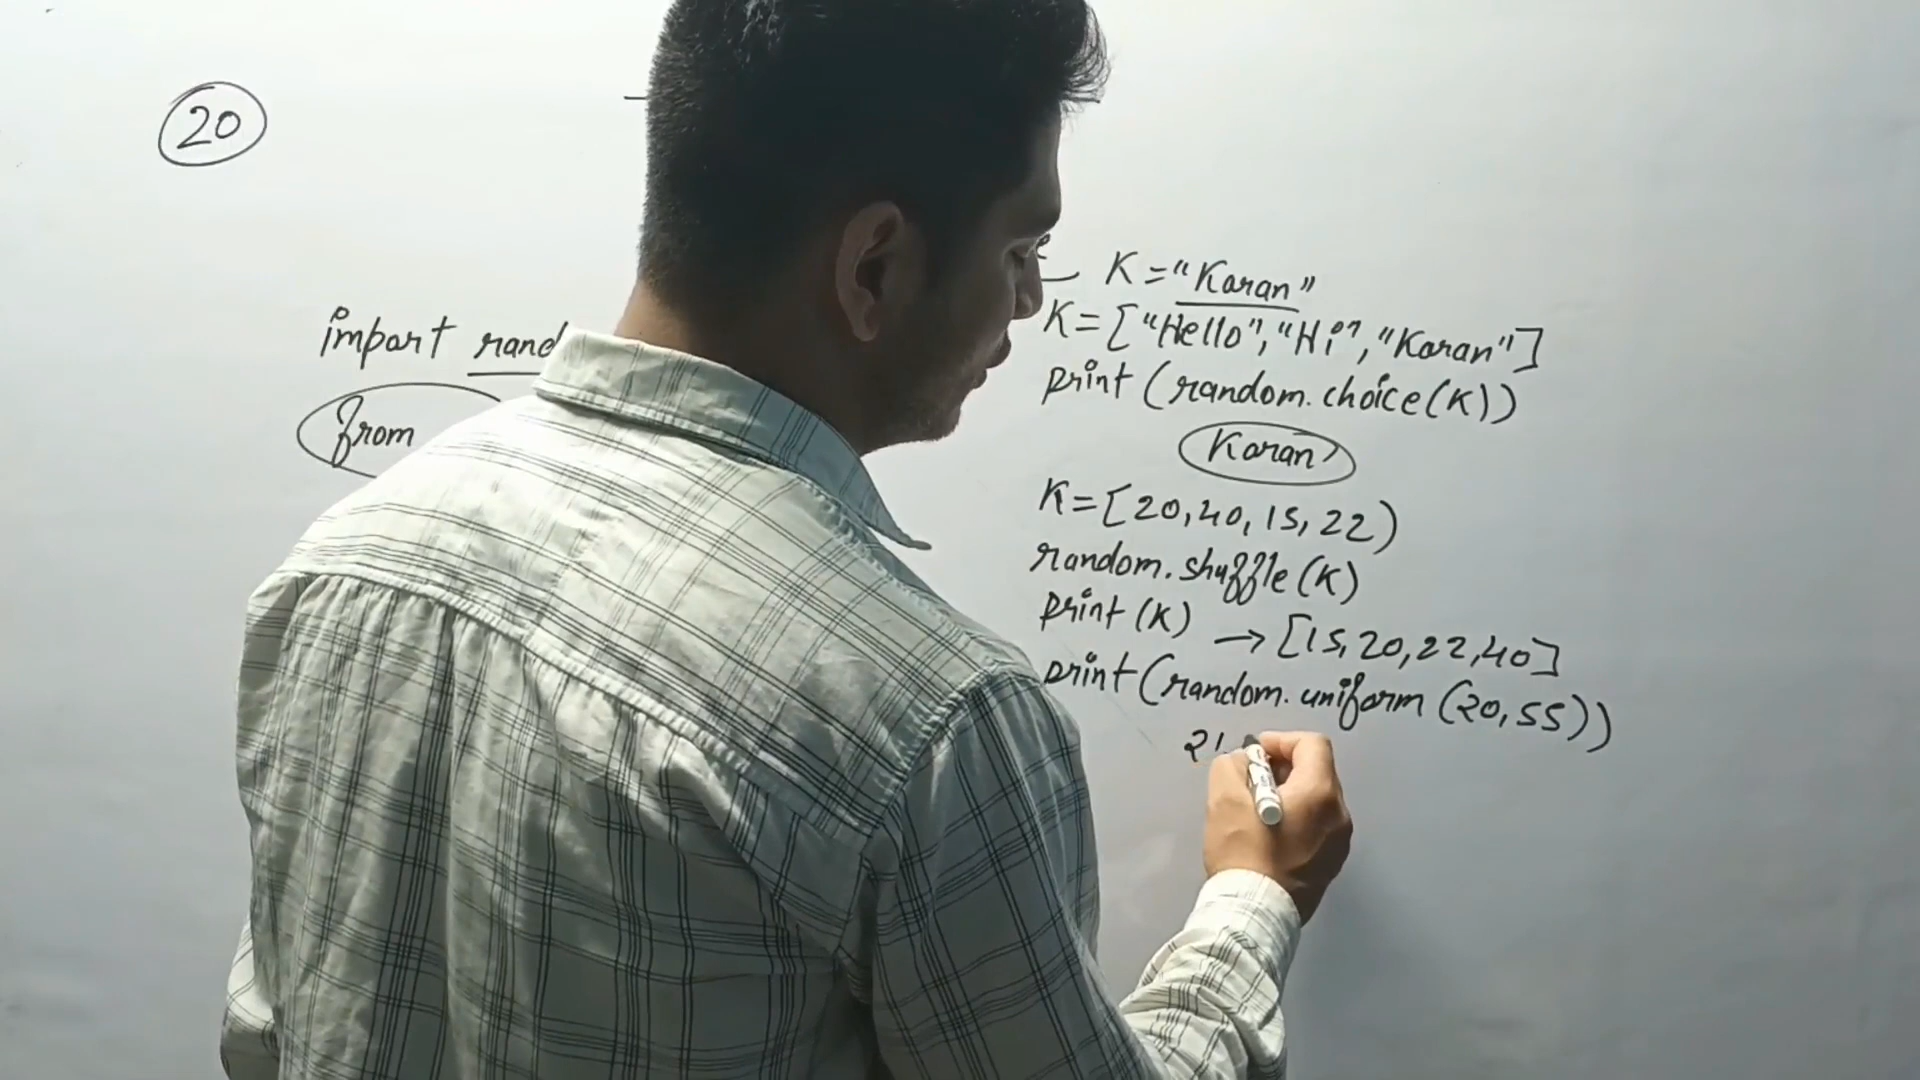 20
import
from
K="Karan"
K=["Hello","Hi","Karan"]
print(random.choice(K))
Karan
K=[20,40,15,22)
random.shuffle(K)
print(K) → [15,20,22,40]
print(random.uniform(20,55))
21